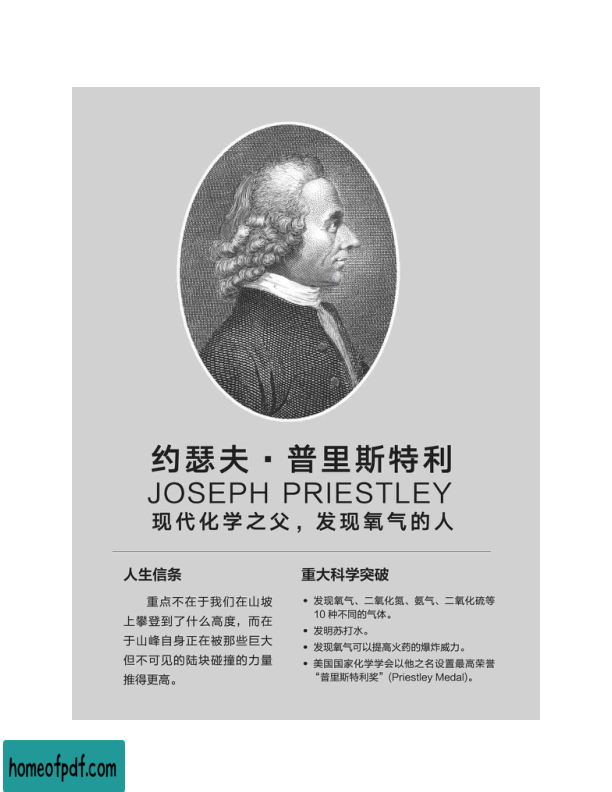 约瑟夫·普里斯特利
JOSEPH PRIESTLEY
现代化学之父，发现氧气的人
人生信条
重点不在于我们在山坡
上攀登到了什么高度，而在
于山峰自身正在被那些巨大
但不可见的陆块碰撞的力量
推得更高。
重大科学突破
• 发现氧气、二氧化氮、氨气、二氧化硫等
10 种不同的气体。
• 发明苏打水。
• 发现氧气可以提高火药的爆炸威力。
• 美国国家化学学会以他之名设置最高荣誉
“普里斯特利奖”(Priestley Medal)。
homeofpdf.com